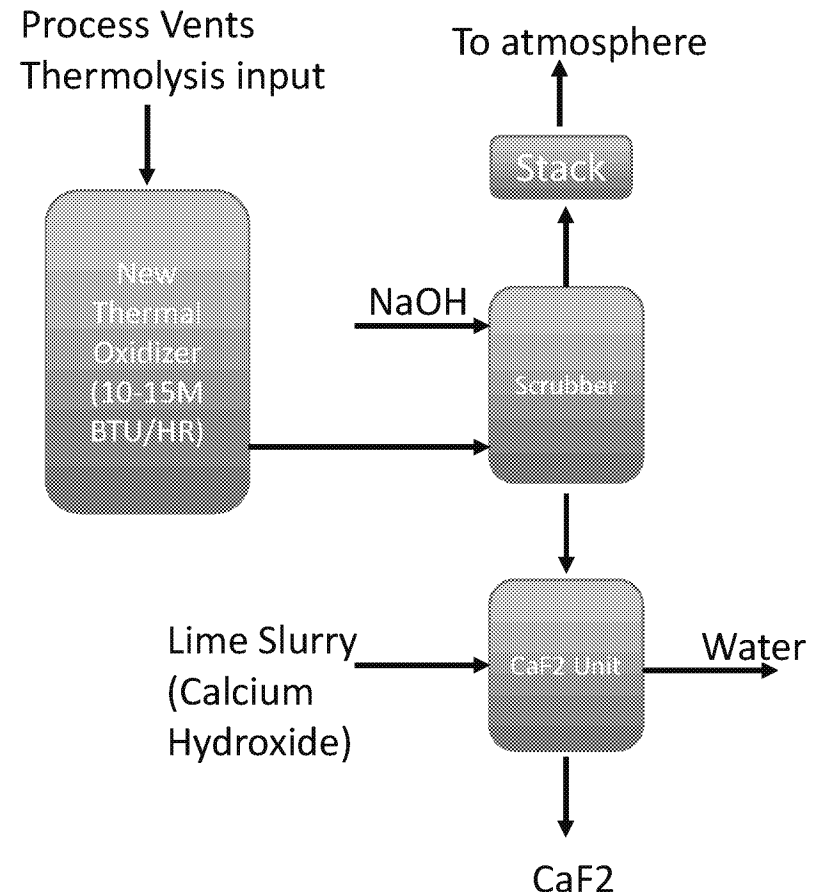 Process Vents
Thermolysis input
To atmosphere
Stack
New
Thermal
Oxidizer
(10-15M
BTU/HR)
NaOH
Scrubber
Lime Slurry
(Calcium
Hydroxide)
CaF2 Unit
Water
CaF2